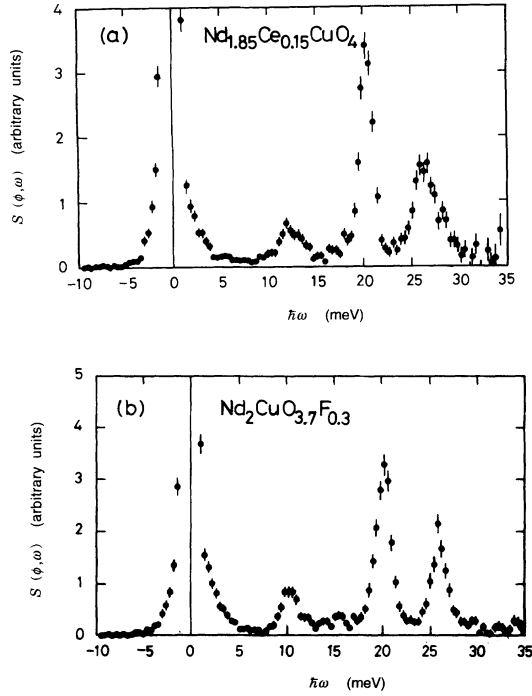 (a) Nd1.85Ce0.15CuO4
S (ϕ,ω) (arbitrary units)
4
3
2
1
0
−10 −5 0 5 10 15 20 25 30 35
ħω (meV)
(b) Nd2CuO3.7F0.3
S (ϕ,ω) (arbitrary units)
5
4
3
2
1
0
−10 −5 0 5 10 15 20 25 30 35
ħω (meV)